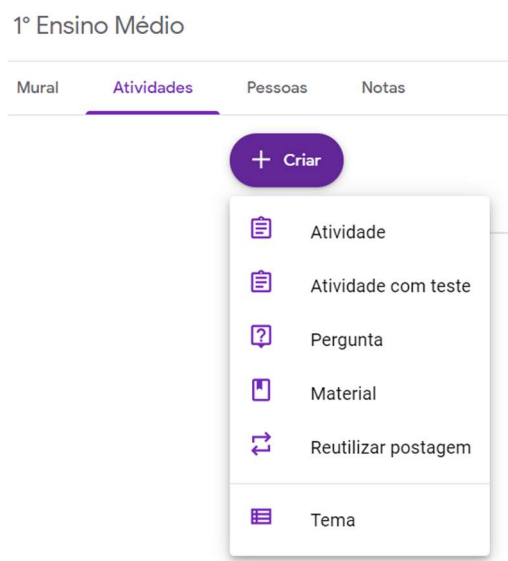 1° Ensino Médio
Mural Atividades Pessoas Notas
+ Criar
Atividade
Atividade com teste
Pergunta
Material
Reutilizar postagem
Tema